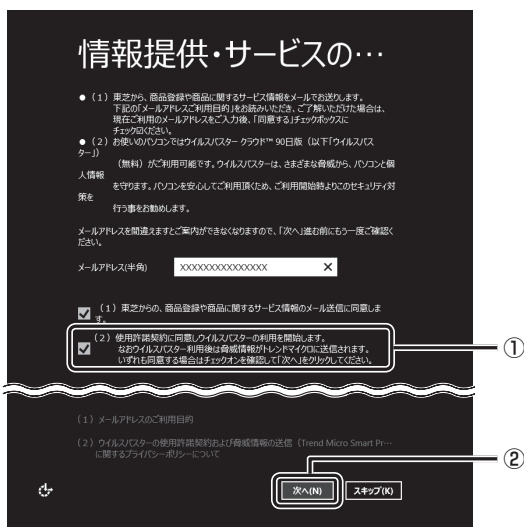 情報提供・サービスの…
●（1）東芝から、商品登録や商品に関するサービス情報をメールでお送りします。
下記の「メールアドレスご利用目的」をお読みいただき、ご了解いただけた場合は、
現在ご利用のメールアドレスをご入力後、「同意する」チェックボックスに
チェック☑ください。
●（2）お使いのパソコンではウイルスバスター クラウド™ 90日版（以下「ウイルスバス
ター」）
（無料）がご利用可能です。ウイルスバスターは、さまざまな脅威から、パソコンと個
人情報
を守ります。パソコンを安心してご利用頂くため、ご利用開始時よりこのセキュリティ対
策を
行う事をお勧めします。
メールアドレスを間違えますとご案内ができなくなりますので、「次へ」進む前にもう一度ご確認く
ださい。
メールアドレス(半角) XXXXXXXXXXXXXXX ×
（1）東芝からの、商品登録や商品に関するサービス情報のメール送信に同意しま
す。
（2）使用許諾契約に同意しウイルスバスターの利用を開始します。
なおウイルスバスター利用後は脅威情報がトレンドマイクロに送信されます。
いずれも同意する場合はチェックオンを確認して「次へ」をクリックしてください。
①
（1）メールアドレスのご利用目的
（2）ウイルスバスターの使用許諾契約および脅威情報の送信（Trend Micro Smart Pr…
に関するプライバシーポリシーについて
②
次へ(N) スキップ(K)